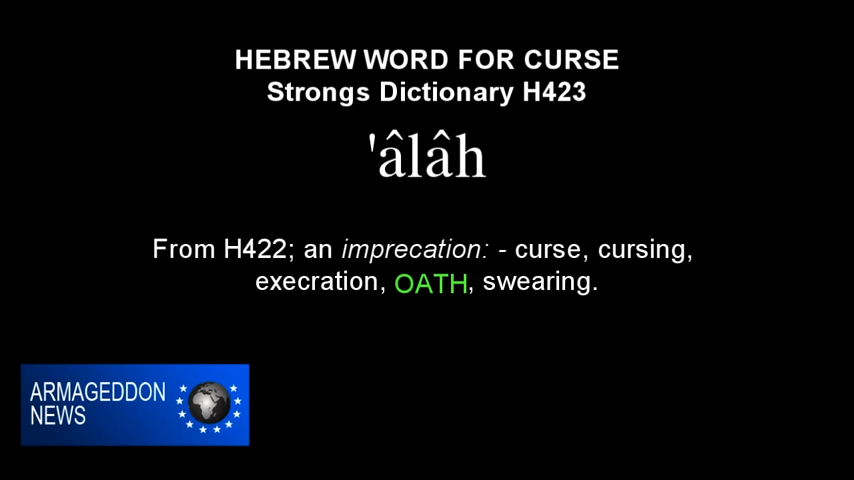 HEBREW WORD FOR CURSE
Strongs Dictionary H423
'âlâh
From H422; an imprecation: - curse, cursing,
execration, OATH, swearing.
ARMAGEDDON
NEWS